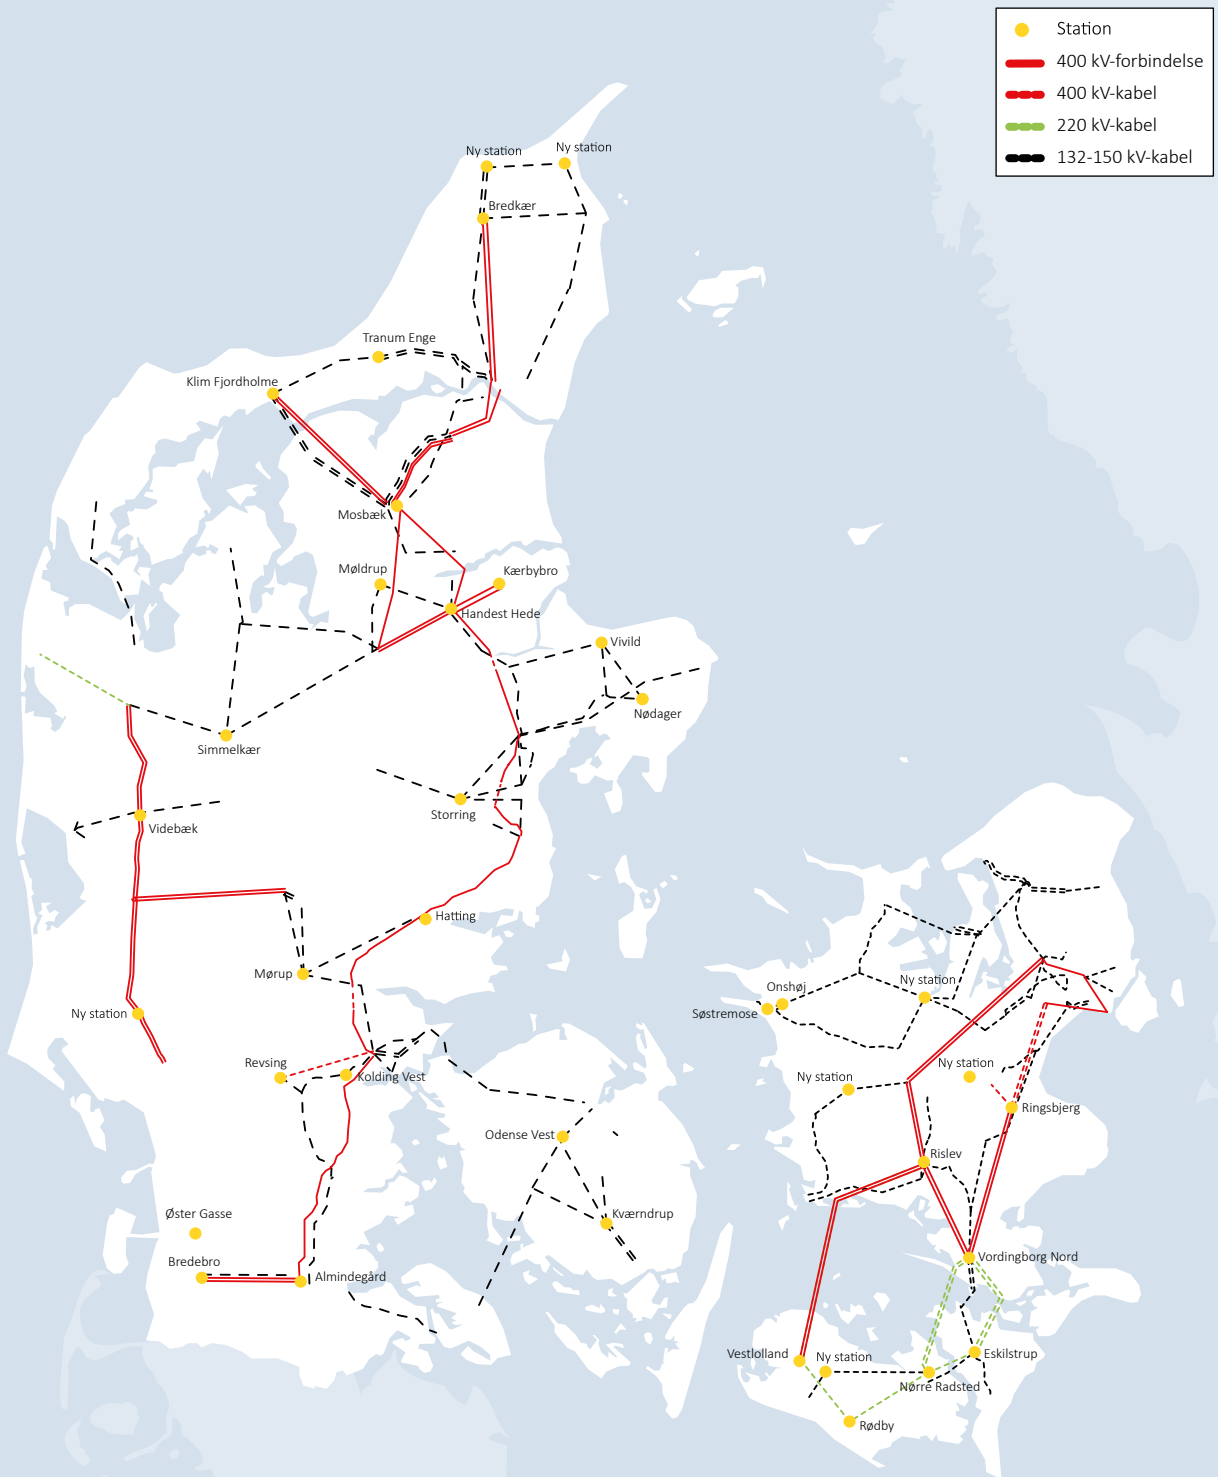 Station
400 kV-forbindelse
400 kV-kabel
220 kV-kabel
132-150 kV-kabel
Ny station
Ny station
Bredkær
Tranum Enge
Klim Fjordholme
Mosbæk
Møldrup
Kærbybro
Handest Hede
Vivild
Nødager
Simmelkær
Storring
Videbæk
Hatting
Mørup
Ny station
Onshøj
Søstremose
Ny station
Revsing
Kolding Vest
Ny station
Ny station
Ringsbjerg
Odense Vest
Rislev
Øster Gasse
Kværndrup
Bredebro
Almindegård
Vordingborg Nord
Vestlolland
Ny station
Eskilstrup
Nørre Radsted
Rødby